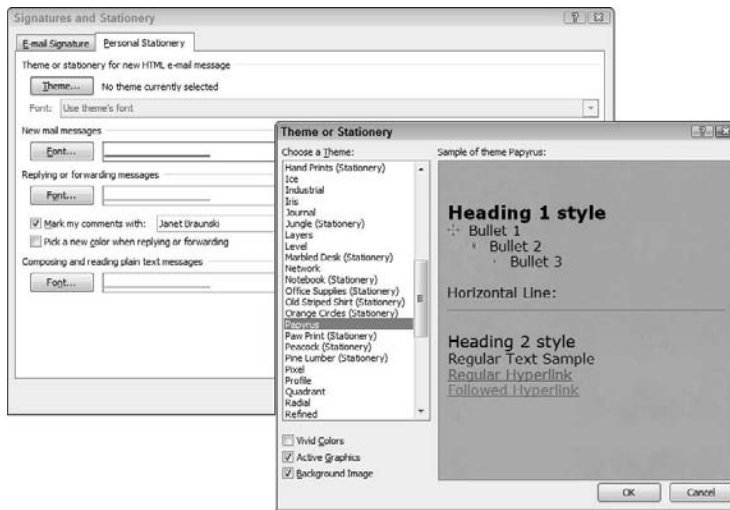 Signatures and Stationery
E-mail Signature
Personal Stationery
Theme or stationery for new HTML e-mail message
Theme...
No theme currently selected
Font: Use theme's font
New mail messages
Font...
Replying or forwarding messages
Font...
Mark my comments with: Janet Braunski
Pick a new color when replying or forwarding
Composing and reading plain text messages
Font...
Theme or Stationery
Choose a Theme:
Hand Prints (Stationery)
Ice
Industrial
Iris
Journal
Jungle (Stationery)
Layers
Level
Marbled Desk (Stationery)
Network
Notebook (Stationery)
Office Supplies (Stationery)
Old Striped Shirt (Stationery)
Orange Circles (Stationery)
Papyrus
Paw Print (Stationery)
Peacock (Stationery)
Pine Lumber (Stationery)
Pixel
Profile
Quadrant
Radial
Refined
Vivid Colors
Active Graphics
Background Image
Sample of theme Papyrus:
Heading 1 style
Bullet 1
Bullet 2
Bullet 3
Horizontal Line:
Heading 2 style
Regular Text Sample
Regular Hyperlink
Followed Hyperlink
OK
Cancel